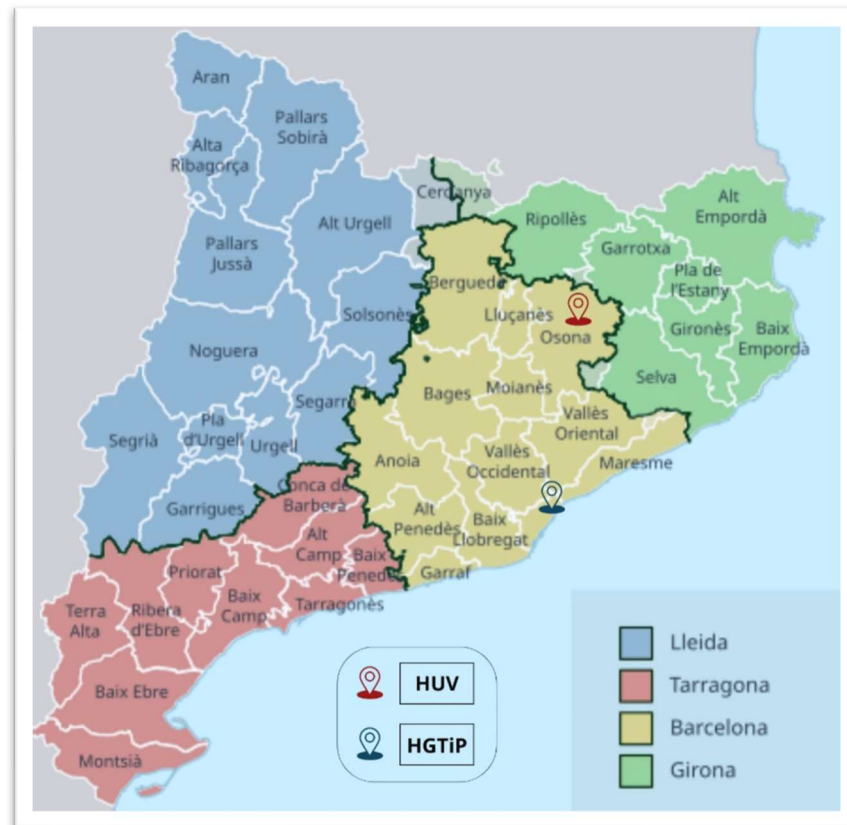 Aran
Pallars
Sobirà
Alta
Ribagorça
Cerdanya
Alt Urgell
Ripollès
Alt
Empordà
Pallars
Jussà
Garrotxa
Pla de
l'Estany
Berguedà
Solsonès
Lluçanès
Osona
Gironès
Baix
Empordà
Noguera
Selva
Bages
Moianès
Segarra
Vallès
Oriental
Segrià
Pla
d'Urgell
Urgell
Anoia
Vallès
Occidental
Maresme
Conca de
Barberà
Garrigues
Alt
Penedès
Baix
Llobregat
Alt
Camp
Baix
Penedès
Garraf
Priorat
Terra
Alta
Ribera
d'Ebre
Baix
Camp
Tarragonès
Baix Ebre
Montsià
HUV
HGTiP
Lleida
Tarragona
Barcelona
Girona